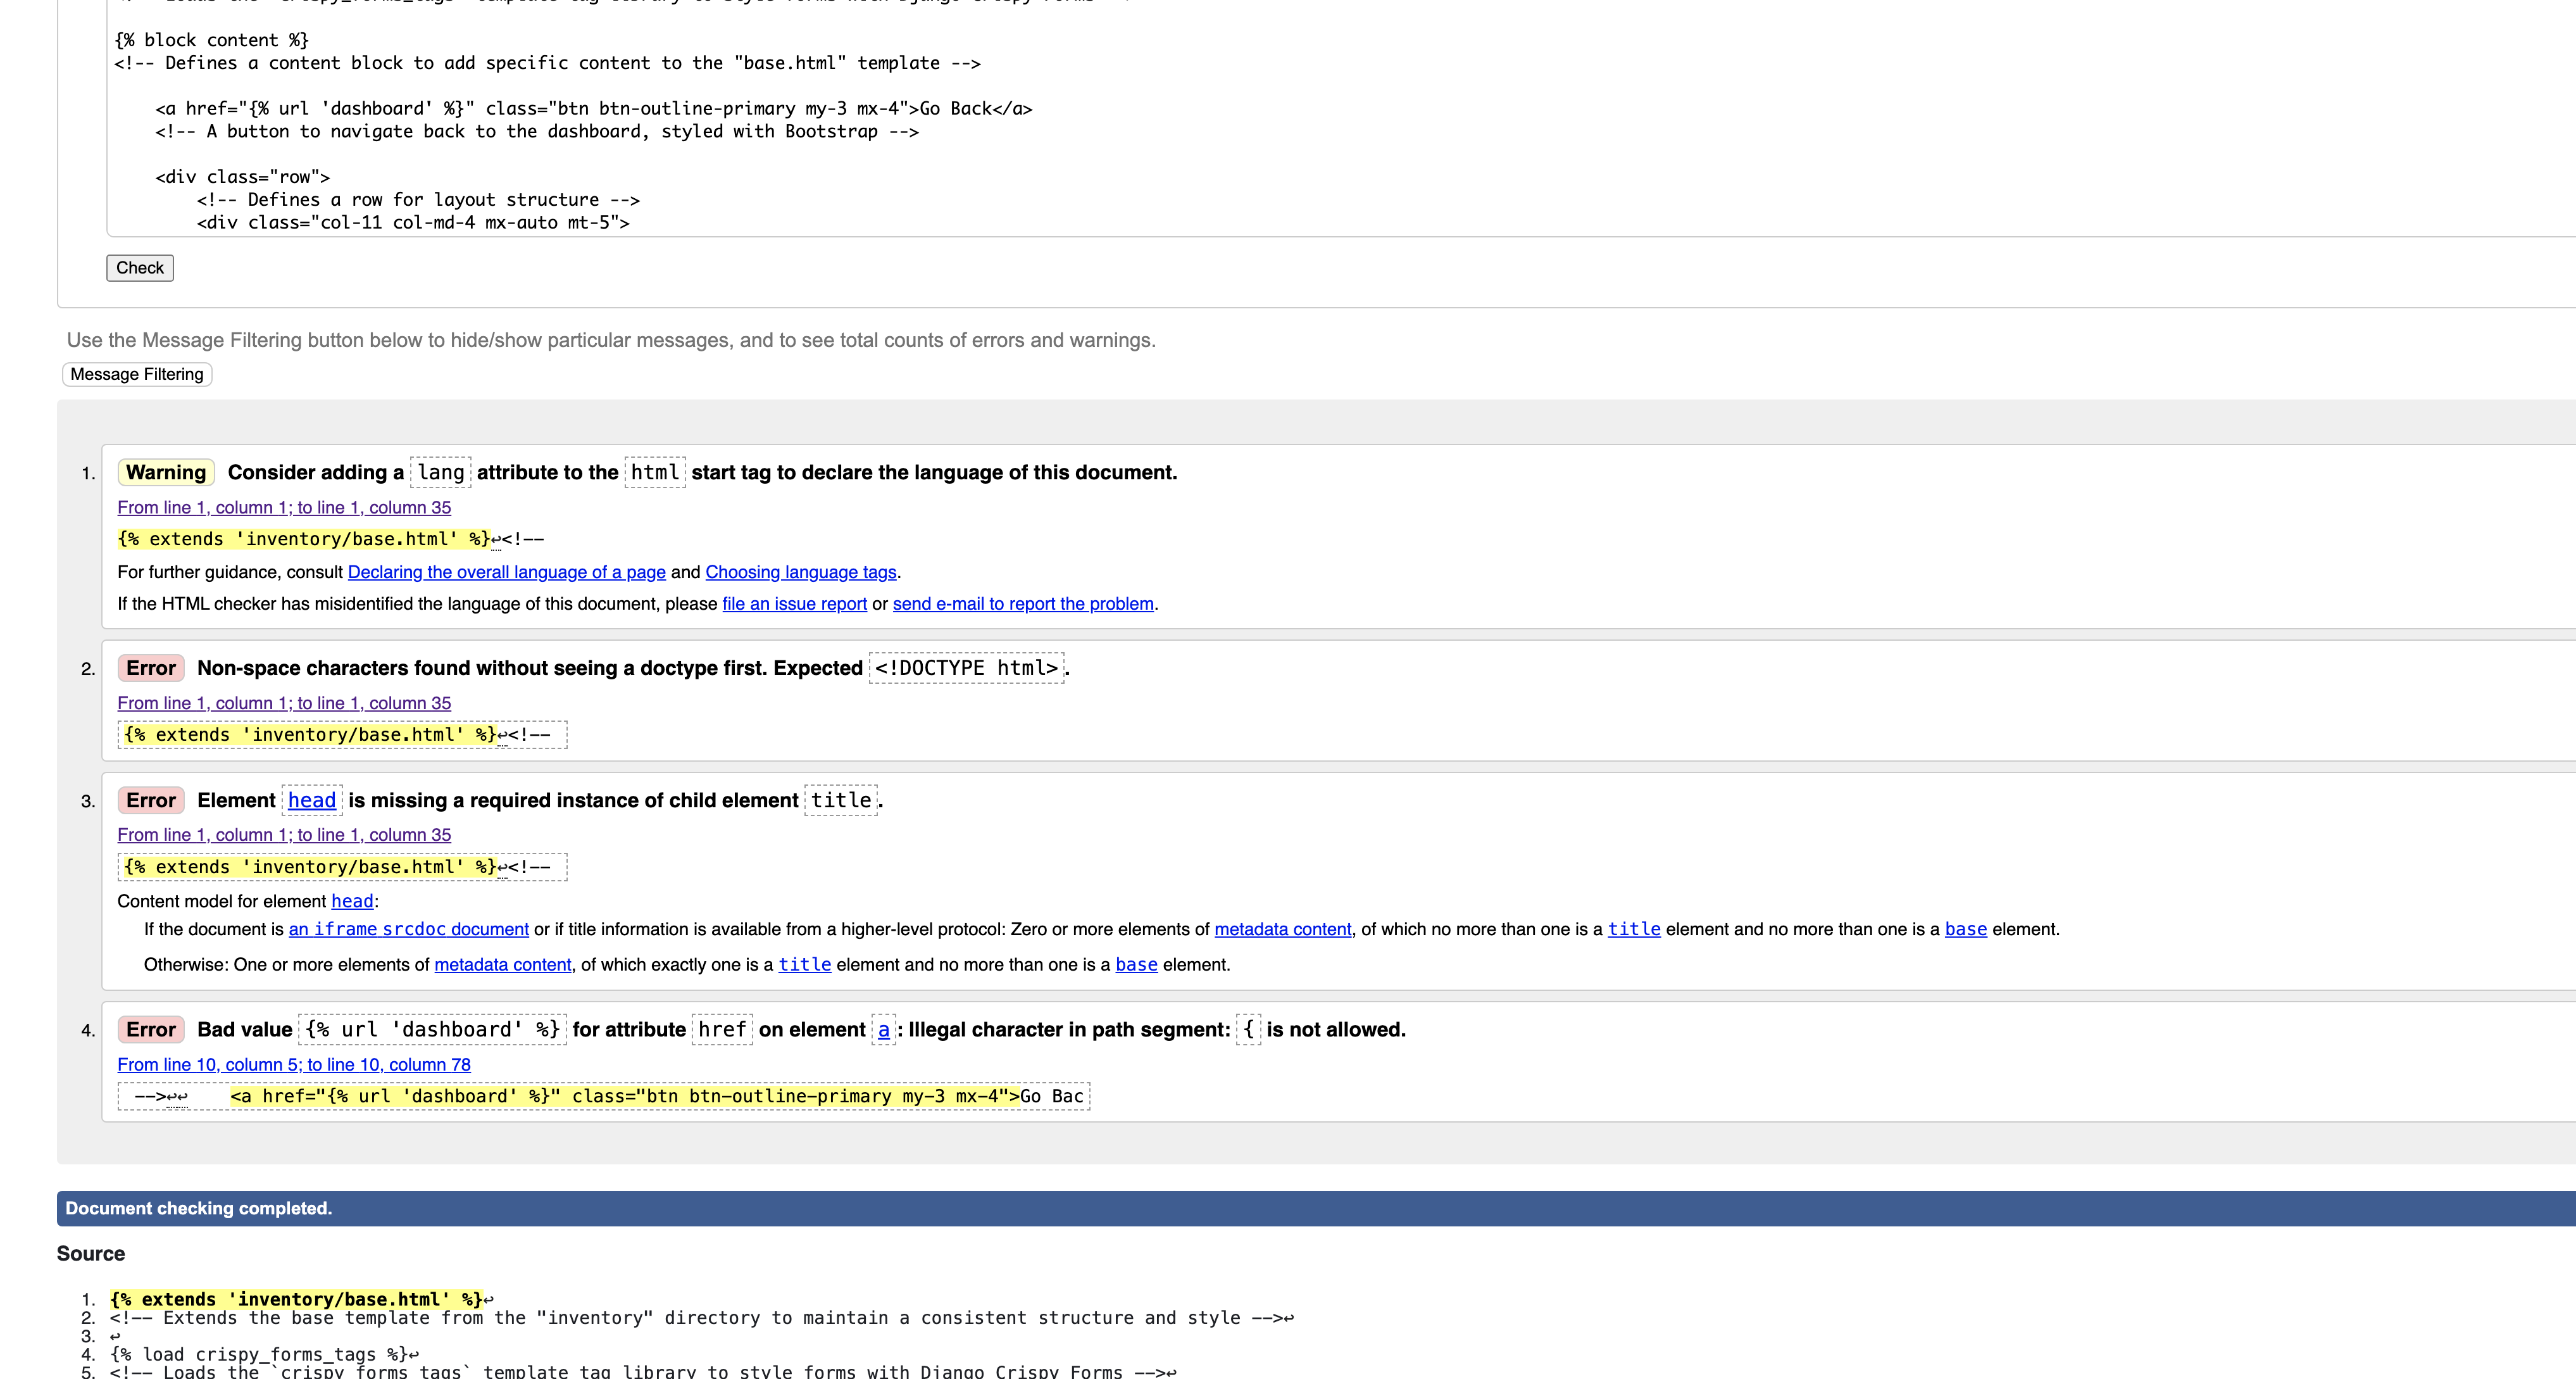 {% block content %}
<!-- Defines a content block to add specific content to the "base.html" template -->
<a href="{% url 'dashboard' %}" class="btn btn-outline-primary my-3 mx-4">Go Back</a>
<!-- A button to navigate back to the dashboard, styled with Bootstrap -->
<div class="row">
<!-- Defines a row for layout structure -->
<div class="col-11 col-md-4 mx-auto mt-5">
Check
Use the Message Filtering button below to hide/show particular messages, and to see total counts of errors and warnings.
Message Filtering
1. Warning Consider adding a lang attribute to the html start tag to declare the language of this document.
From line 1, column 1; to line 1, column 35
{% extends 'inventory/base.html' %}↩<!--
For further guidance, consult Declaring the overall language of a page and Choosing language tags.
If the HTML checker has misidentified the language of this document, please file an issue report or send e-mail to report the problem.
2. Error Non-space characters found without seeing a doctype first. Expected <!DOCTYPE html>.
From line 1, column 1; to line 1, column 35
{% extends 'inventory/base.html' %}↩<!--
3. Error Element head is missing a required instance of child element title.
From line 1, column 1; to line 1, column 35
{% extends 'inventory/base.html' %}↩<!--
Content model for element head:
If the document is an iframe srcdoc document or if title information is available from a higher-level protocol: Zero or more elements of metadata content, of which no more than one is a title element and no more than one is a base element.
Otherwise: One or more elements of metadata content, of which exactly one is a title element and no more than one is a base element.
4. Error Bad value {% url 'dashboard' %} for attribute href on element a: Illegal character in path segment: { is not allowed.
From line 10, column 5; to line 10, column 78
-->↩↩    <a href="{% url 'dashboard' %}" class="btn btn-outline-primary my-3 mx-4">Go Bac
Document checking completed.
Source
1. {% extends 'inventory/base.html' %}↩
2. <!-- Extends the base template from the "inventory" directory to maintain a consistent structure and style -->↩
3. ↩
4. {% load crispy_forms_tags %}↩
5. <!-- Loads the `crispy_forms_tags` template tag library to style forms with Django Crispy Forms -->↩